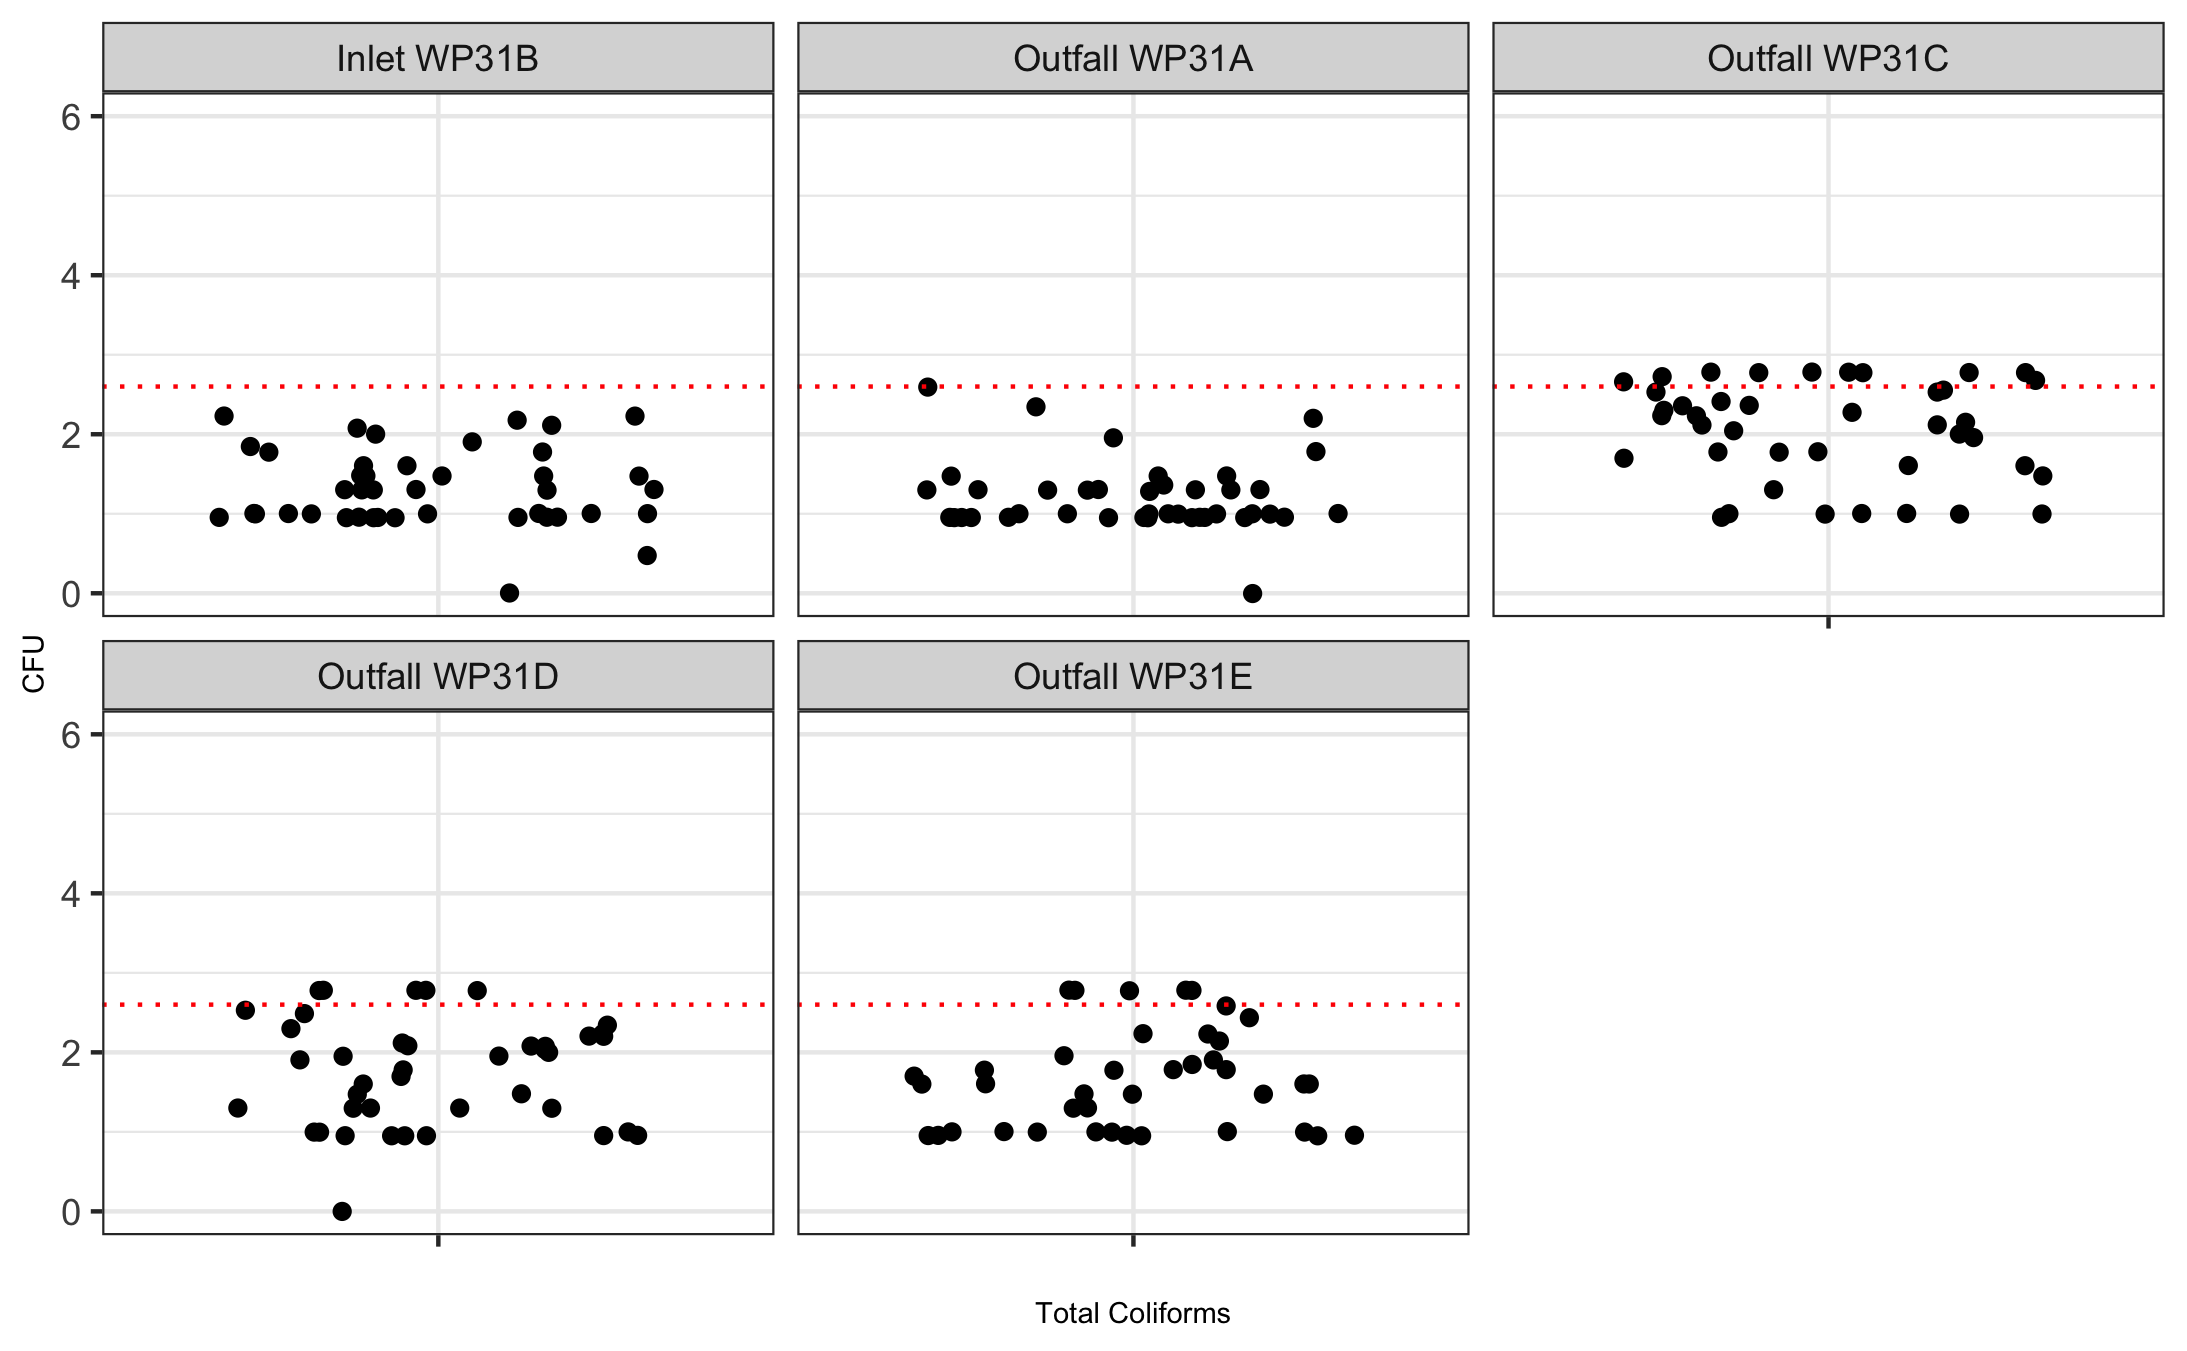 Inlet WP31B
Outfall WP31A
Outfall WP31C
6
4
2
0
CFU
Outfall WP31D
Outfall WP31E
6
4
2
0
Total Coliforms